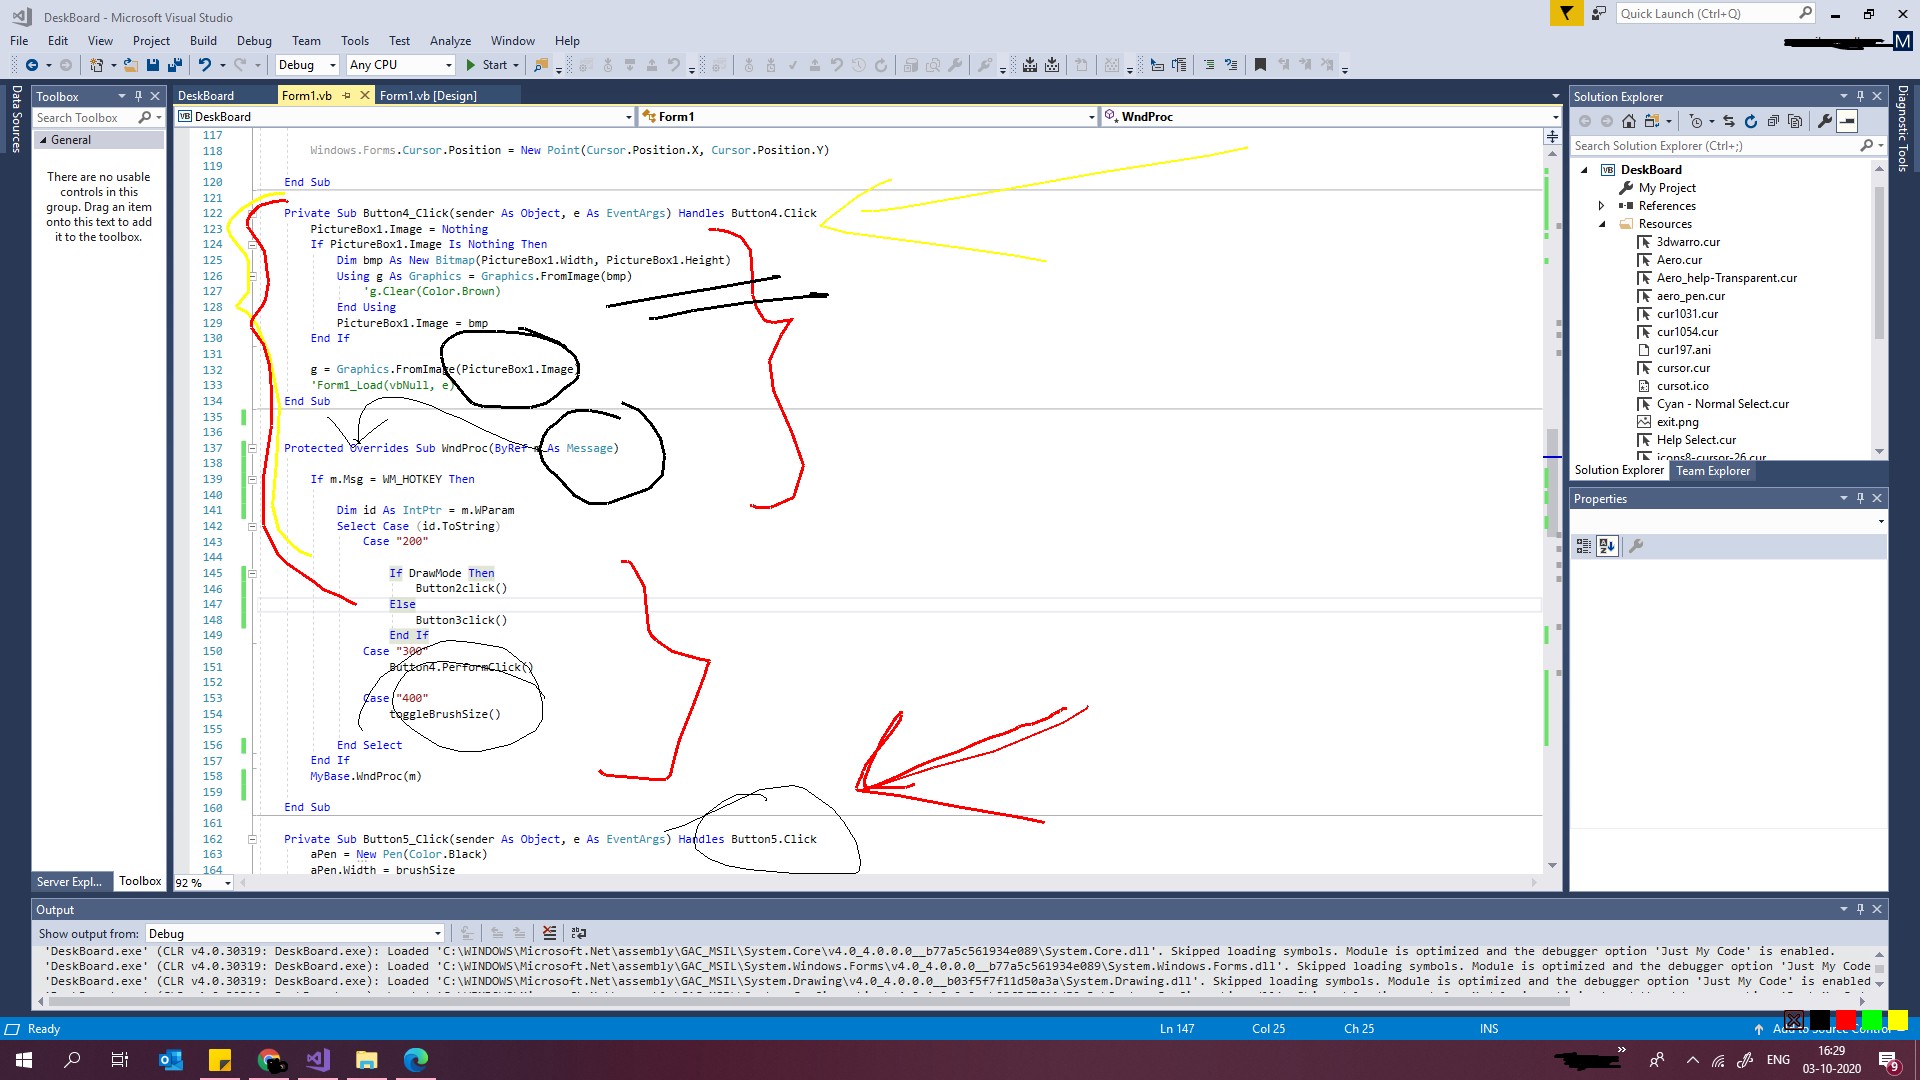 DeskBoard - Microsoft Visual Studio
Quick Launch (Ctrl+Q)
File Edit View Project Build Debug Team Tools Test Analyze Window Help
M
Debug Any CPU Start
Data Sources
Toolbox
Search Toolbox
General
There are no usable
controls in this
group. Drag an item
onto this text to add
it to the toolbox.
Server Expl... Toolbox
DeskBoard Form1.vb Form1.vb [Design]
VB DeskBoard Form1 WndProc
117
118 Windows.Forms.Cursor.Position = New Point(Cursor.Position.X, Cursor.Position.Y)
119
120 End Sub
121
122 Private Sub Button4_Click(sender As Object, e As EventArgs) Handles Button4.Click
123 PictureBox1.Image = Nothing
124 If PictureBox1.Image Is Nothing Then
125 Dim bmp As New Bitmap(PictureBox1.Width, PictureBox1.Height)
126 Using g As Graphics = Graphics.FromImage(bmp)
127 'g.Clear(Color.Brown)
128 End Using
129 PictureBox1.Image = bmp
130 End If
131
132 g = Graphics.FromImage(PictureBox1.Image)
133 'Form1_Load(vbNull, e)
134 End Sub
135
136
137 Protected Overrides Sub WndProc(ByRef m As Message)
138
139 If m.Msg = WM_HOTKEY Then
140
141 Dim id As IntPtr = m.WParam
142 Select Case (id.ToString)
143 Case "200"
144
145 If DrawMode Then
146 Button2click()
147 Else
148 Button3click()
149 End If
150 Case "300"
151 Button4.PerformClick()
152
153 Case "400"
154 toggleBrushSize()
155
156 End Select
157 End If
158 MyBase.WndProc(m)
159
160 End Sub
161
162 Private Sub Button5_Click(sender As Object, e As EventArgs) Handles Button5.Click
163 aPen = New Pen(Color.Black)
164 aPen.Width = brushSize
92 %
Solution Explorer
Search Solution Explorer (Ctrl+;)
VB DeskBoard
My Project
References
Resources
3dwarro.cur
Aero.cur
Aero_help-Transparent.cur
aero_pen.cur
cur1031.cur
cur1054.cur
cur197.ani
cursor.cur
cursot.ico
Cyan - Normal Select.cur
exit.png
Help Select.cur
icons8-cursor-26.cur
Solution Explorer Team Explorer
Properties
Diagnostic Tools
Output
Show output from: Debug
'DeskBoard.exe' (CLR v4.0.30319: DeskBoard.exe): Loaded 'C:\WINDOWS\Microsoft.Net\assembly\GAC_MSIL\System.Core\v4.0_4.0.0.0__b77a5c561934e089\System.Core.dll'. Skipped loading symbols. Module is optimized and the debugger option 'Just My Code' is enabled.
'DeskBoard.exe' (CLR v4.0.30319: DeskBoard.exe): Loaded 'C:\WINDOWS\Microsoft.Net\assembly\GAC_MSIL\System.Windows.Forms\v4.0_4.0.0.0__b77a5c561934e089\System.Windows.Forms.dll'. Skipped loading symbols. Module is optimized and the debugger option 'Just My Code
'DeskBoard.exe' (CLR v4.0.30319: DeskBoard.exe): Loaded 'C:\WINDOWS\Microsoft.Net\assembly\GAC_MSIL\System.Drawing\v4.0_4.0.0.0__b03f5f7f11d50a3a\System.Drawing.dll'. Skipped loading symbols. Module is optimized and the debugger option 'Just My Code' is enabled
Ready Ln 147 Col 25 Ch 25 INS Add to Source Control
ENG 16:29
03-10-2020
9